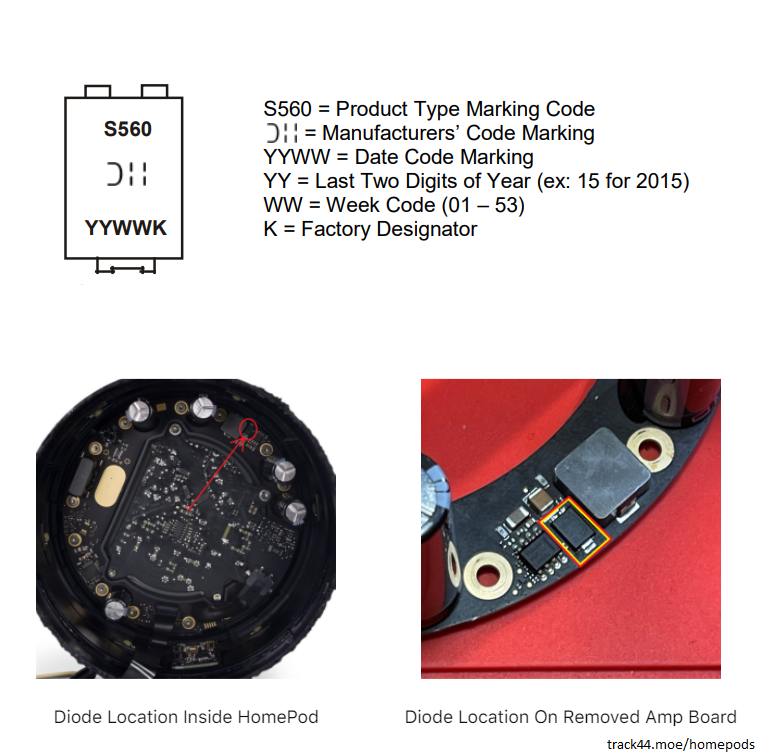 S560
YYWWK
S560 = Product Type Marking Code
= Manufacturers' Code Marking
YYWW = Date Code Marking
YY = Last Two Digits of Year (ex: 15 for 2015)
WW = Week Code (01 – 53)
K = Factory Designator
Diode Location Inside HomePod
Diode Location On Removed Amp Board
track44.moe/homepods